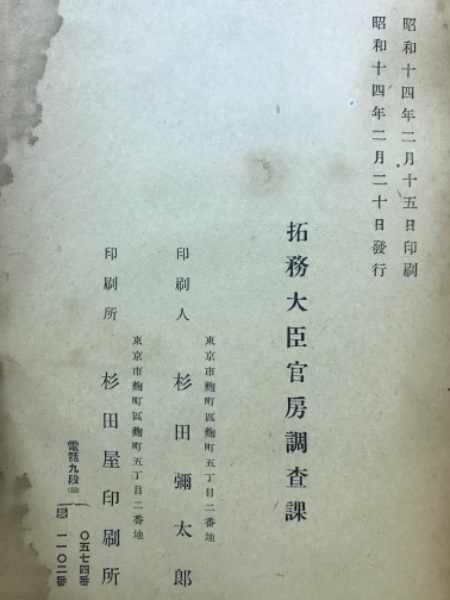 昭和十四年二月十五日印刷
昭和十四年二月二十日發行
拓務大臣官房調査課
東京市麴町區麴町五丁目二番地
印刷人 杉田彌太郎
東京市麴町區麴町五丁目二番地
印刷所 杉田屋印刷所
電話九段
〇五七四番
一一〇二番